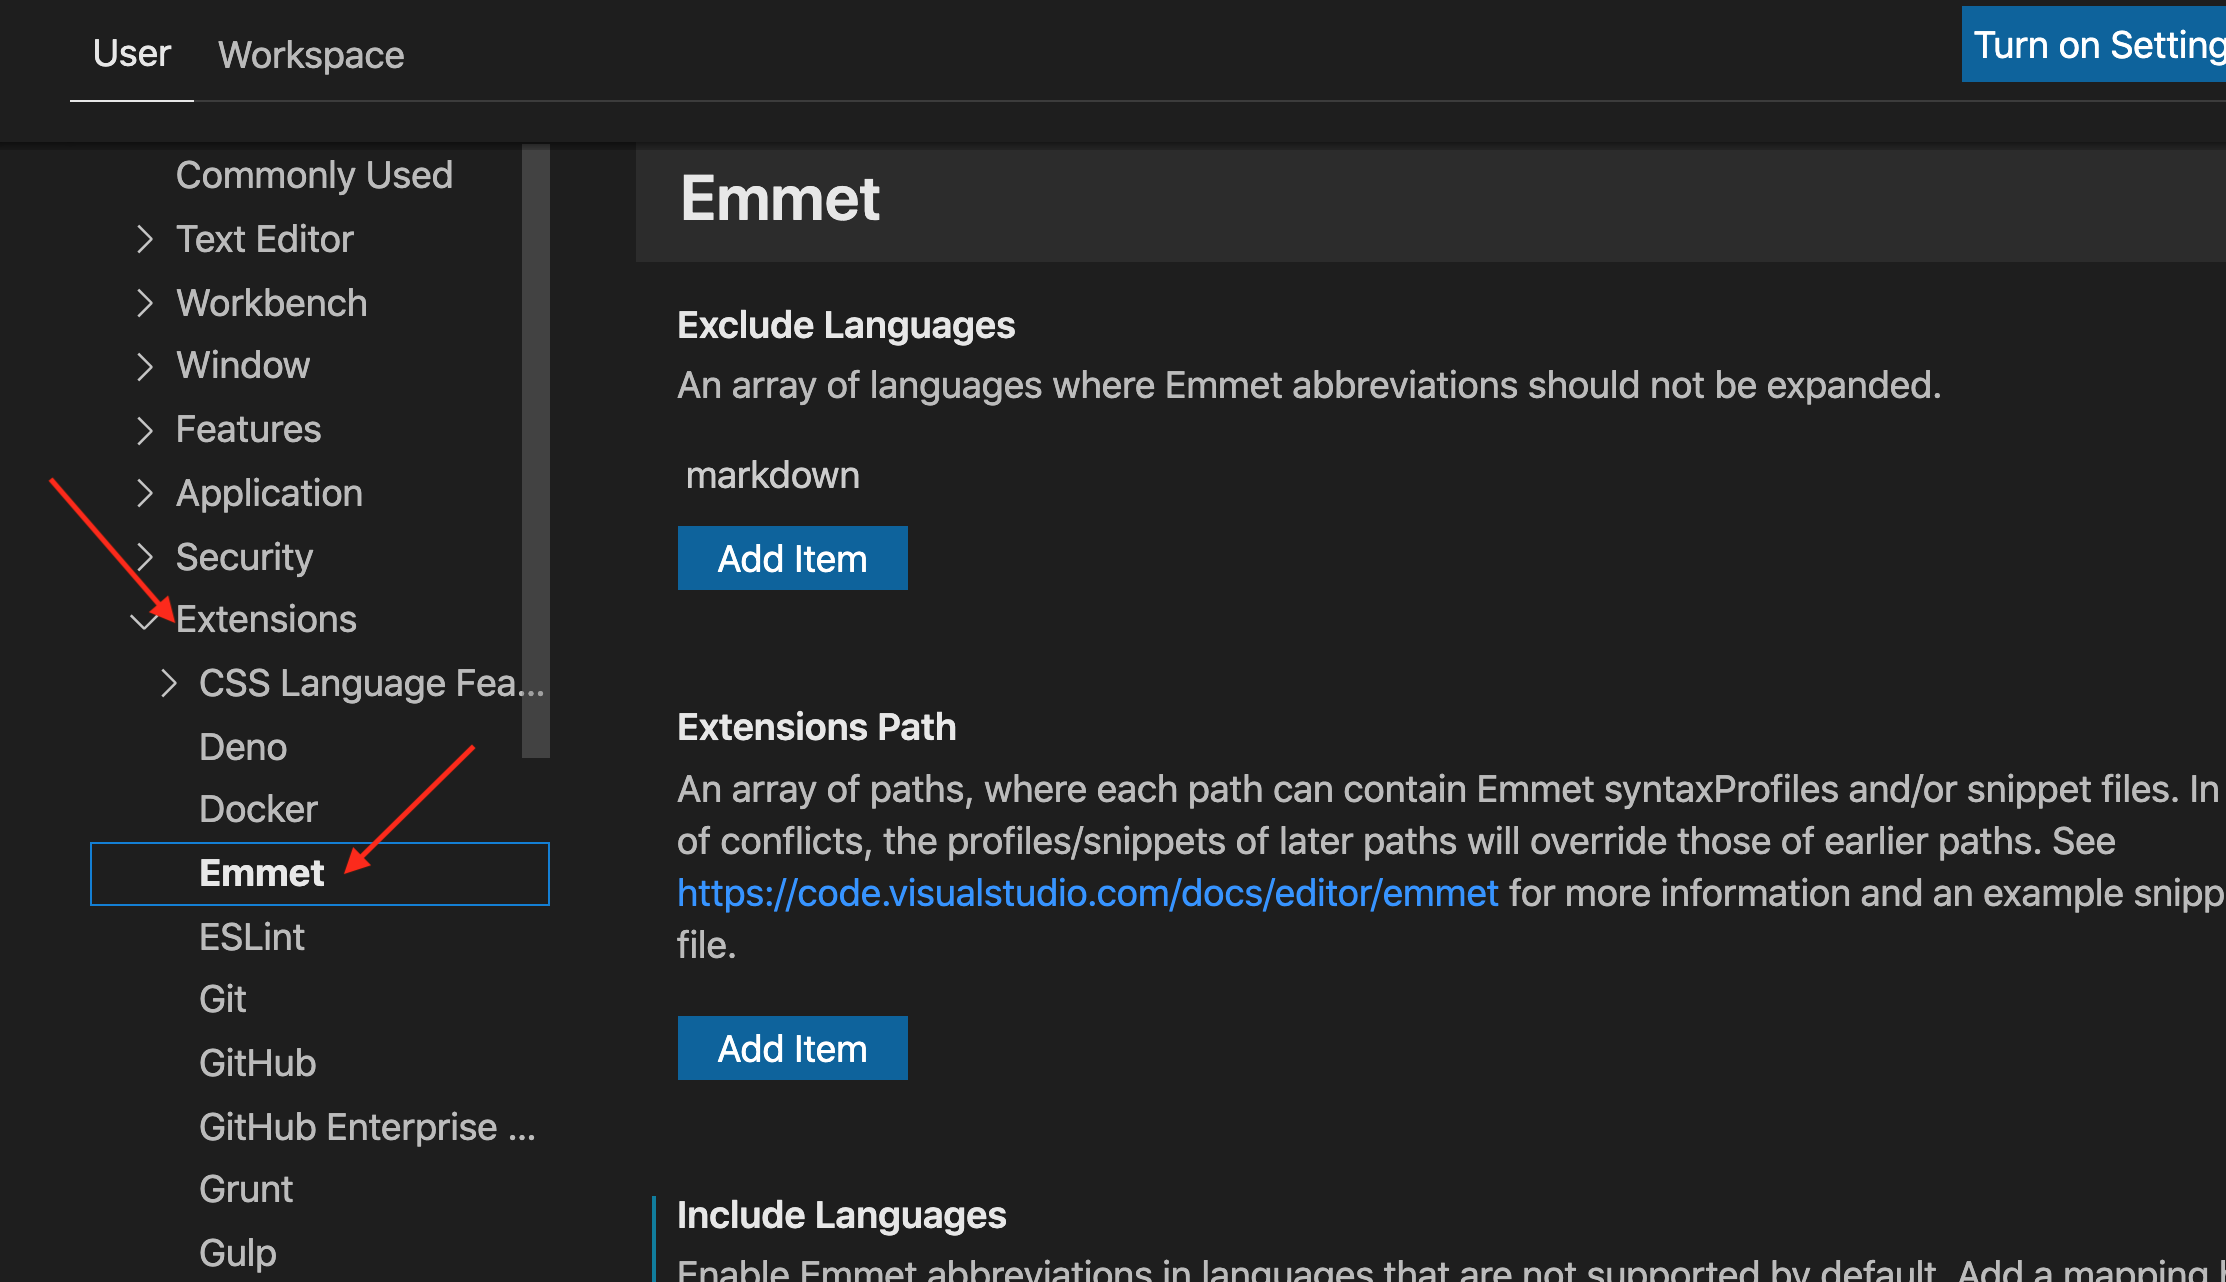 User
Workspace
Turn on Setting
Commonly Used
Text Editor
Workbench
Window
Features
Application
Security
Extensions
CSS Language Fea...
Deno
Docker
Emmet
ESLint
Git
GitHub
GitHub Enterprise ...
Grunt
Gulp
Emmet
Exclude Languages
An array of languages where Emmet abbreviations should not be expanded.
markdown
Add Item
Extensions Path
An array of paths, where each path can contain Emmet syntaxProfiles and/or snippet files. In
of conflicts, the profiles/snippets of later paths will override those of earlier paths. See
https://code.visualstudio.com/docs/editor/emmet for more information and an example snipp
file.
Add Item
Include Languages
Enable Emmet abbreviations in languages that are not supported by default. Add a mapping